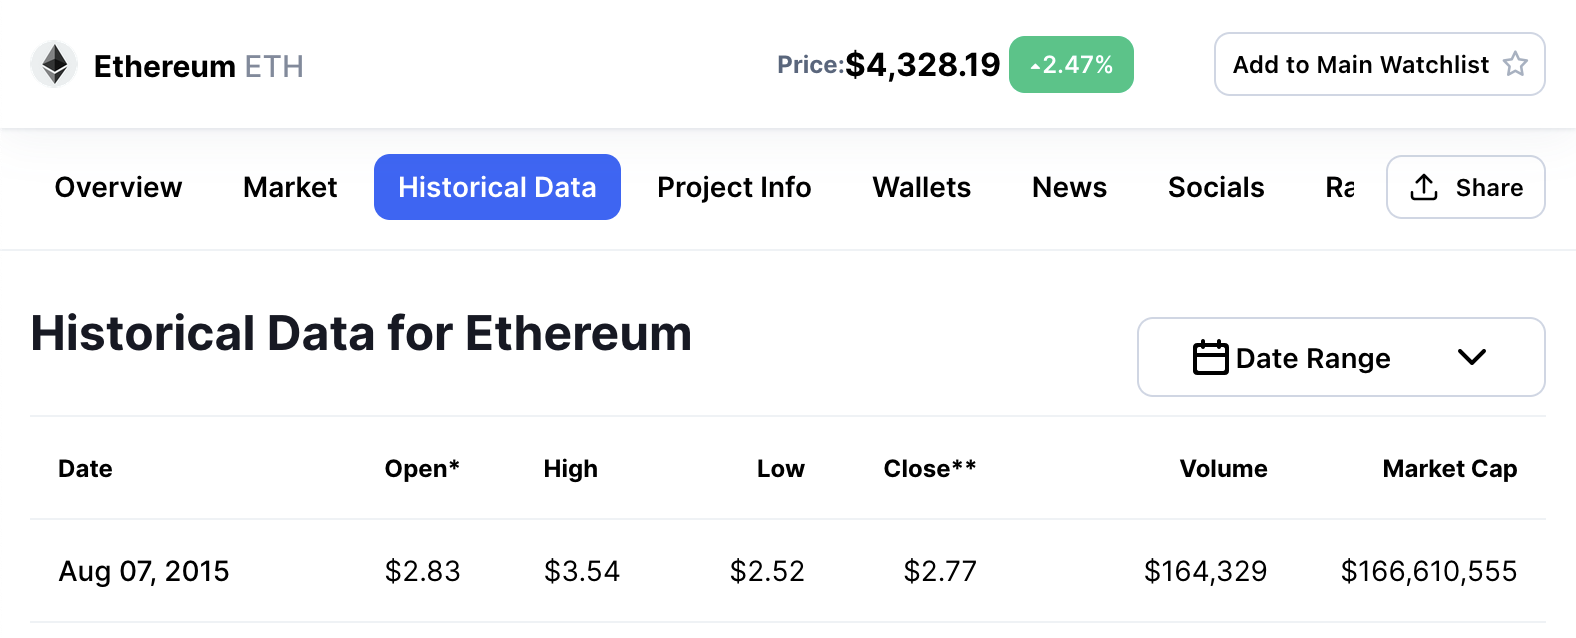 Ethereum ETH Price:$4,328.19 2.47% Add to Main Watchlist
Overview Market Historical Data Project Info Wallets News Socials Share
Historical Data for Ethereum
Date Range
Date Open* High Low Close** Volume Market Cap
Aug 07, 2015 $2.83 $3.54 $2.52 $2.77 $164,329 $166,610,555